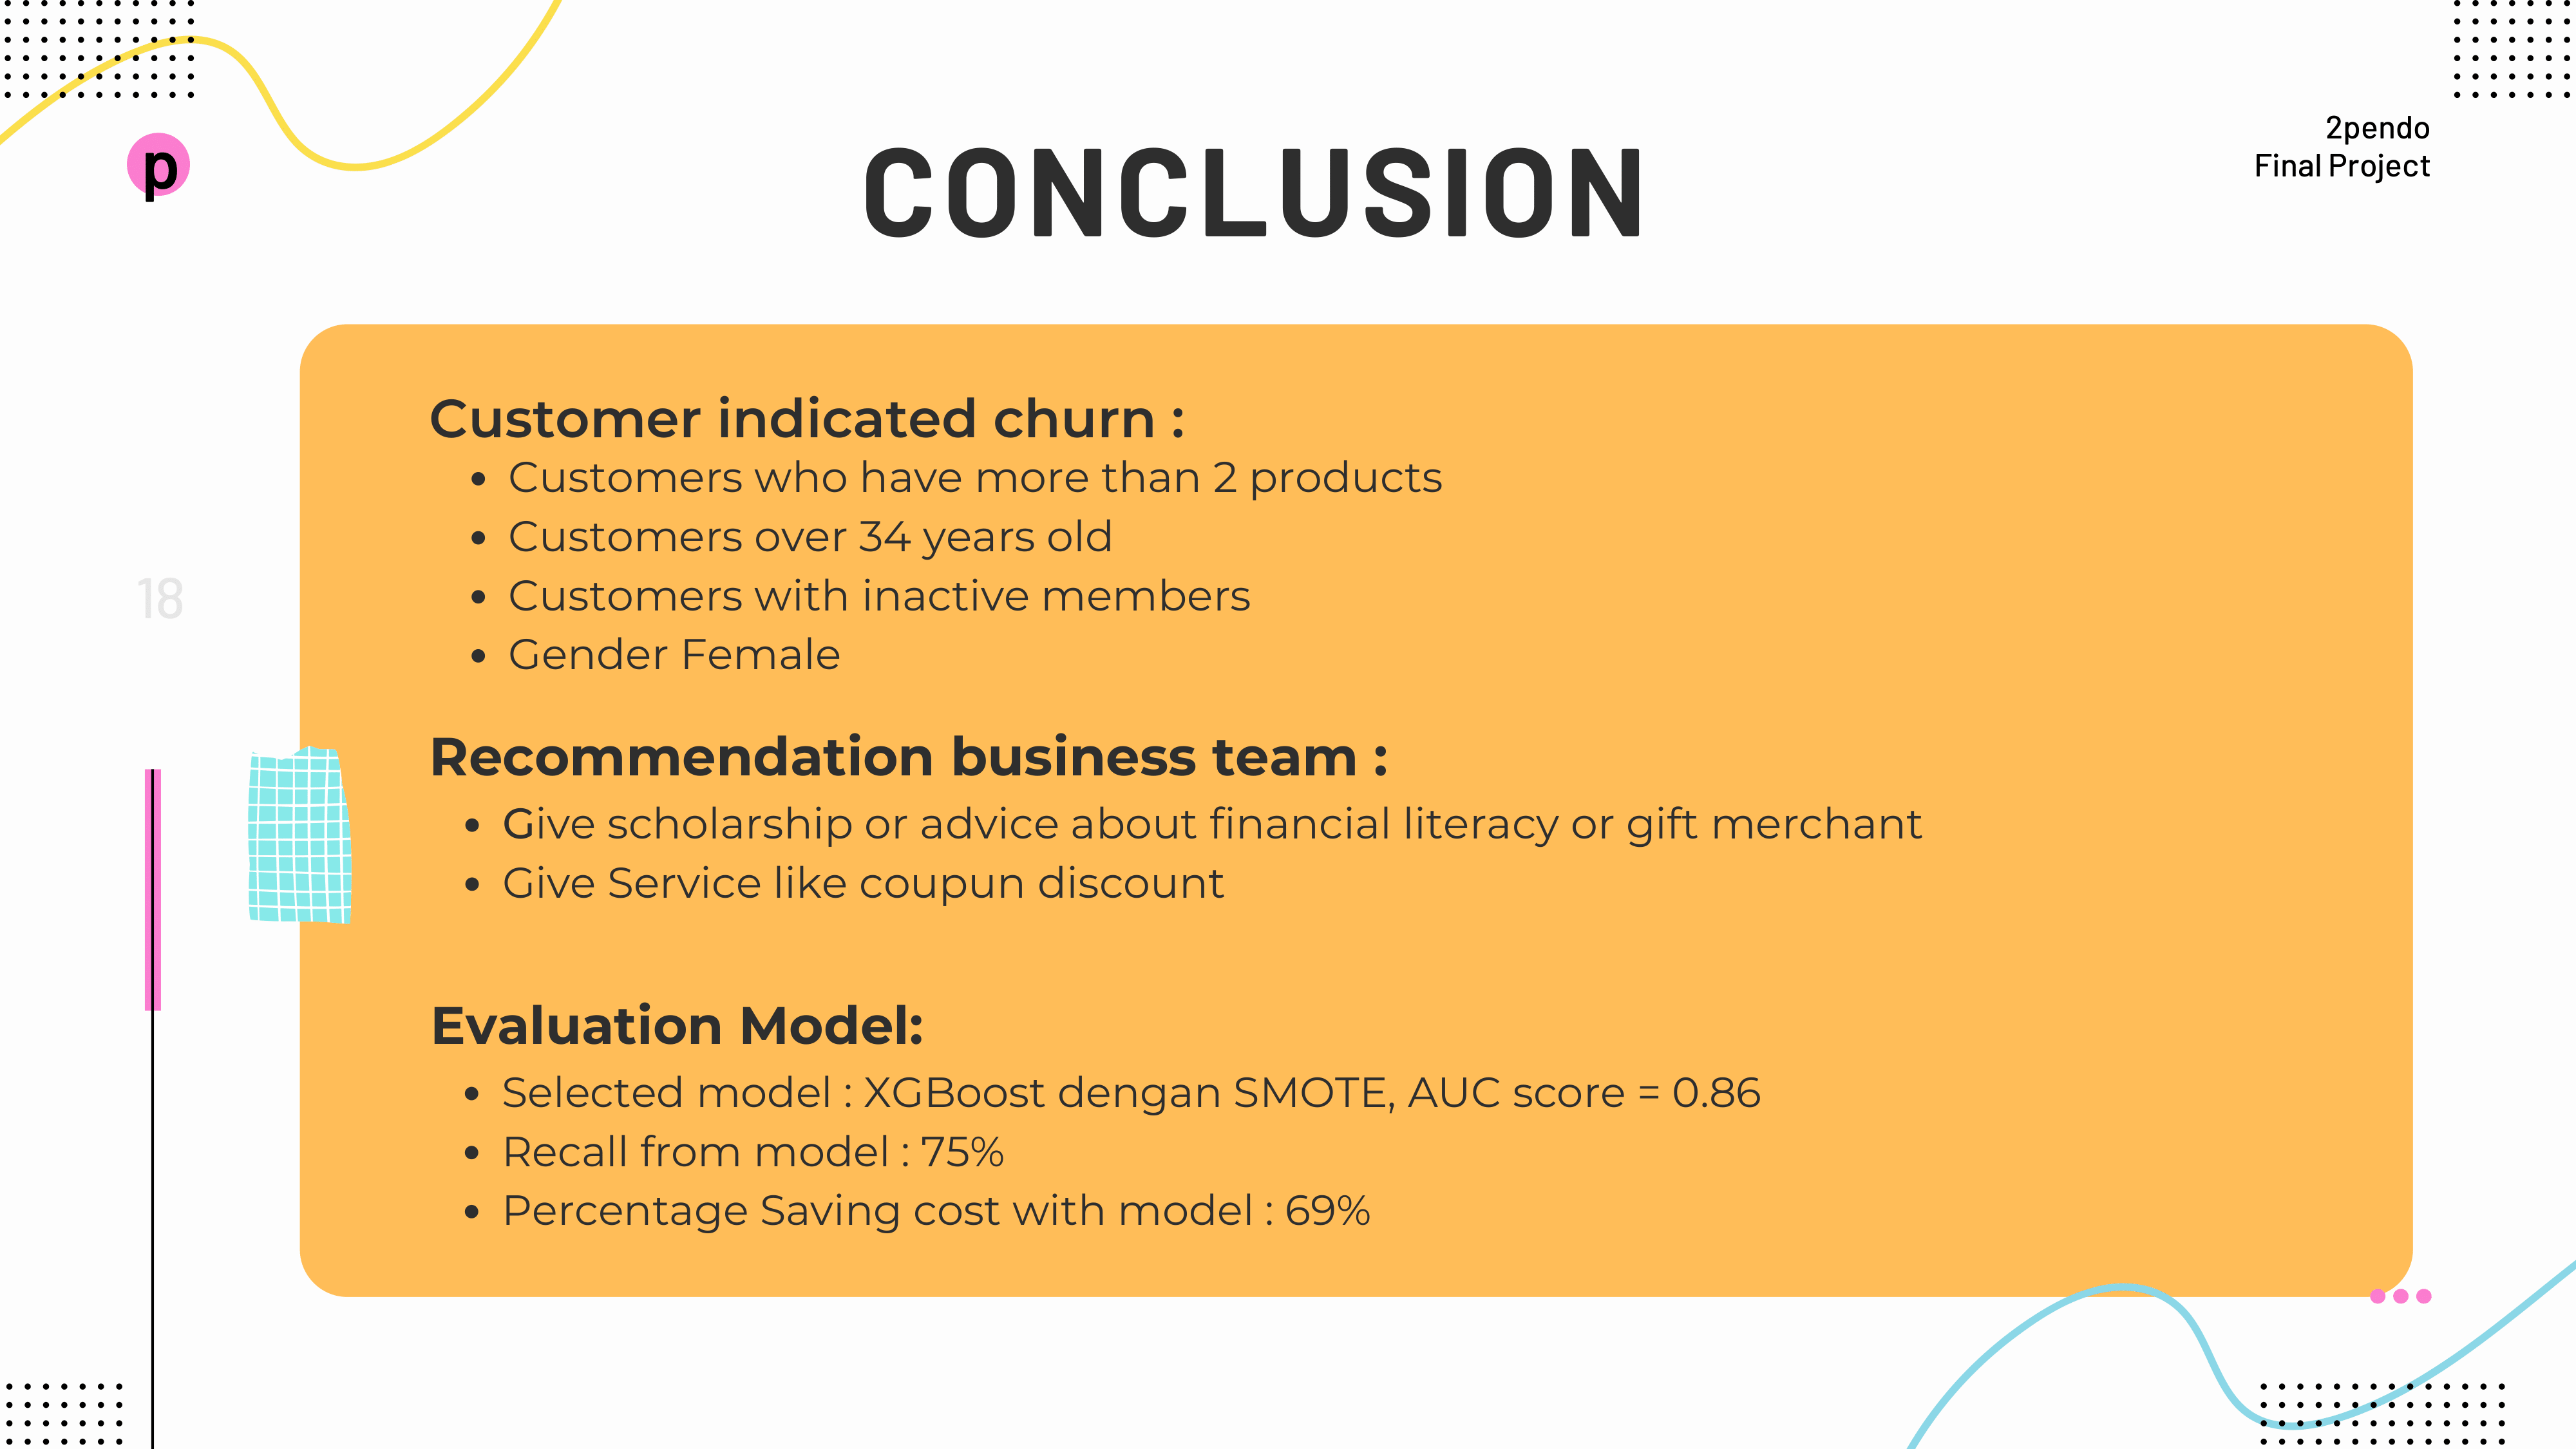 p
2pendo
Final Project
CONCLUSION
Customer indicated churn :
• Customers who have more than 2 products
• Customers over 34 years old
• Customers with inactive members
• Gender Female
18
Recommendation business team :
• Give scholarship or advice about financial literacy or gift merchant
• Give Service like coupun discount
Evaluation Model:
• Selected model : XGBoost dengan SMOTE, AUC score = 0.86
• Recall from model : 75%
• Percentage Saving cost with model : 69%